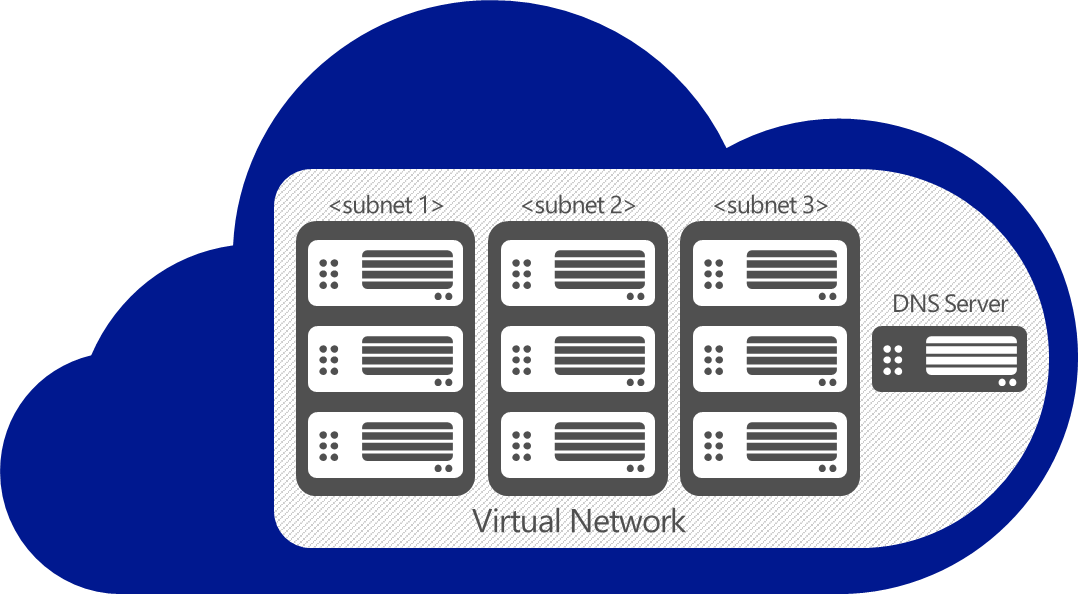 <subnet 1>
<subnet 2>
<subnet 3>
DNS Server
Virtual Network